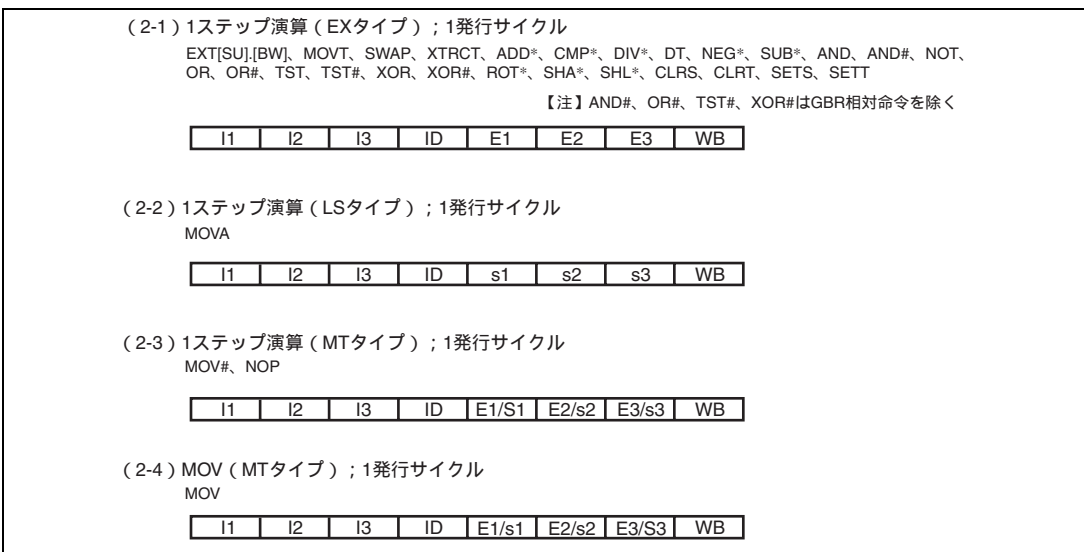 （2-1）1ステップ演算（EXタイプ）；1発行サイクル
EXT[SU].[BW]、MOVT、SWAP、XTRCT、ADD*、CMP*、DIV*、DT、NEG*、SUB*、AND、AND#、NOT、
OR、OR#、TST、TST#、XOR、XOR#、ROT*、SHA*、SHL*、CLRS、CLRT、SETS、SETT
【注】AND#、OR#、TST#、XOR#はGBR相対命令を除く
I1 I2 I3 ID E1 E2 E3 WB
（2-2）1ステップ演算（LSタイプ）；1発行サイクル
MOVA
I1 I2 I3 ID s1 s2 s3 WB
（2-3）1ステップ演算（MTタイプ）；1発行サイクル
MOV#、NOP
I1 I2 I3 ID E1/S1 E2/s2 E3/s3 WB
（2-4）MOV（MTタイプ）；1発行サイクル
MOV
I1 I2 I3 ID E1/s1 E2/s2 E3/S3 WB